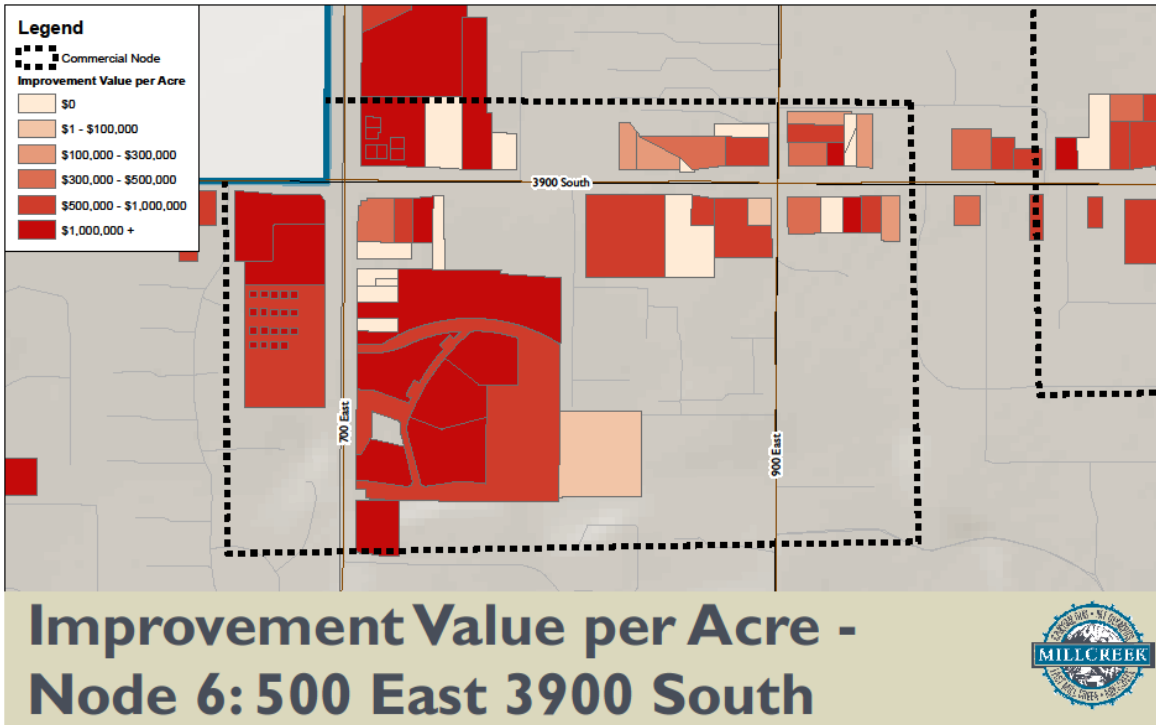 Legend
Commercial Node
Improvement Value per Acre
$0
$1 - $100,000
$100,000 - $300,000
$300,000 - $500,000
$500,000 - $1,000,000
$1,000,000 +
3900 South
700 East
900 East
Improvement Value per Acre -
Node 6: 500 East 3900 South
MILLCREEK